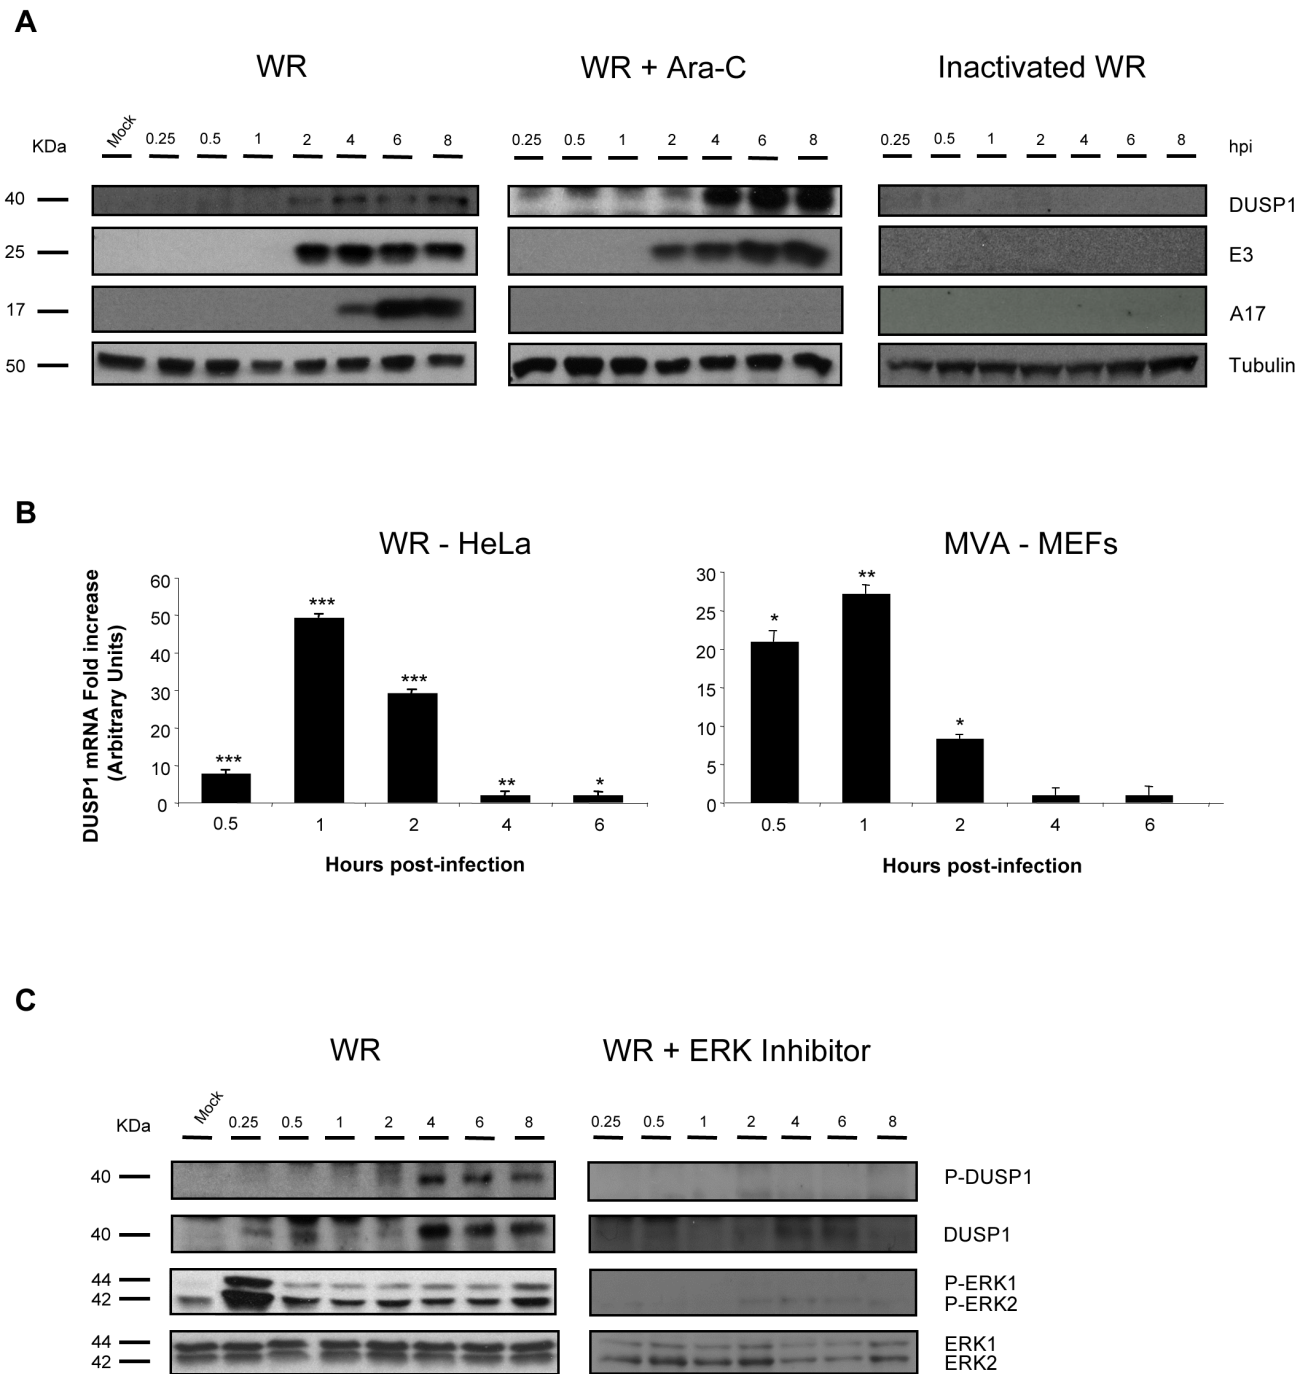 A
WR
WR + Ara-C
Inactivated WR
KDa
Mock 0.25 0.5 1 2 4 6 8
0.25 0.5 1 2 4 6 8
0.25 0.5 1 2 4 6 8
hpi
40
DUSP1
25
E3
17
A17
50
Tubulin
B
WR - HeLa
MVA - MEFs
DUSP1 mRNA Fold increase
(Arbitrary Units)
60
50
40
30
20
10
0
***
***
***
**
*
0.5 1 2 4 6
Hours post-infection
30
25
20
15
10
5
0
*
**
*
0.5 1 2 4 6
Hours post-infection
C
WR
WR + ERK Inhibitor
KDa
Mock 0.25 0.5 1 2 4 6 8
0.25 0.5 1 2 4 6 8
40
P-DUSP1
40
DUSP1
44
P-ERK1
42
P-ERK2
44
ERK1
42
ERK2